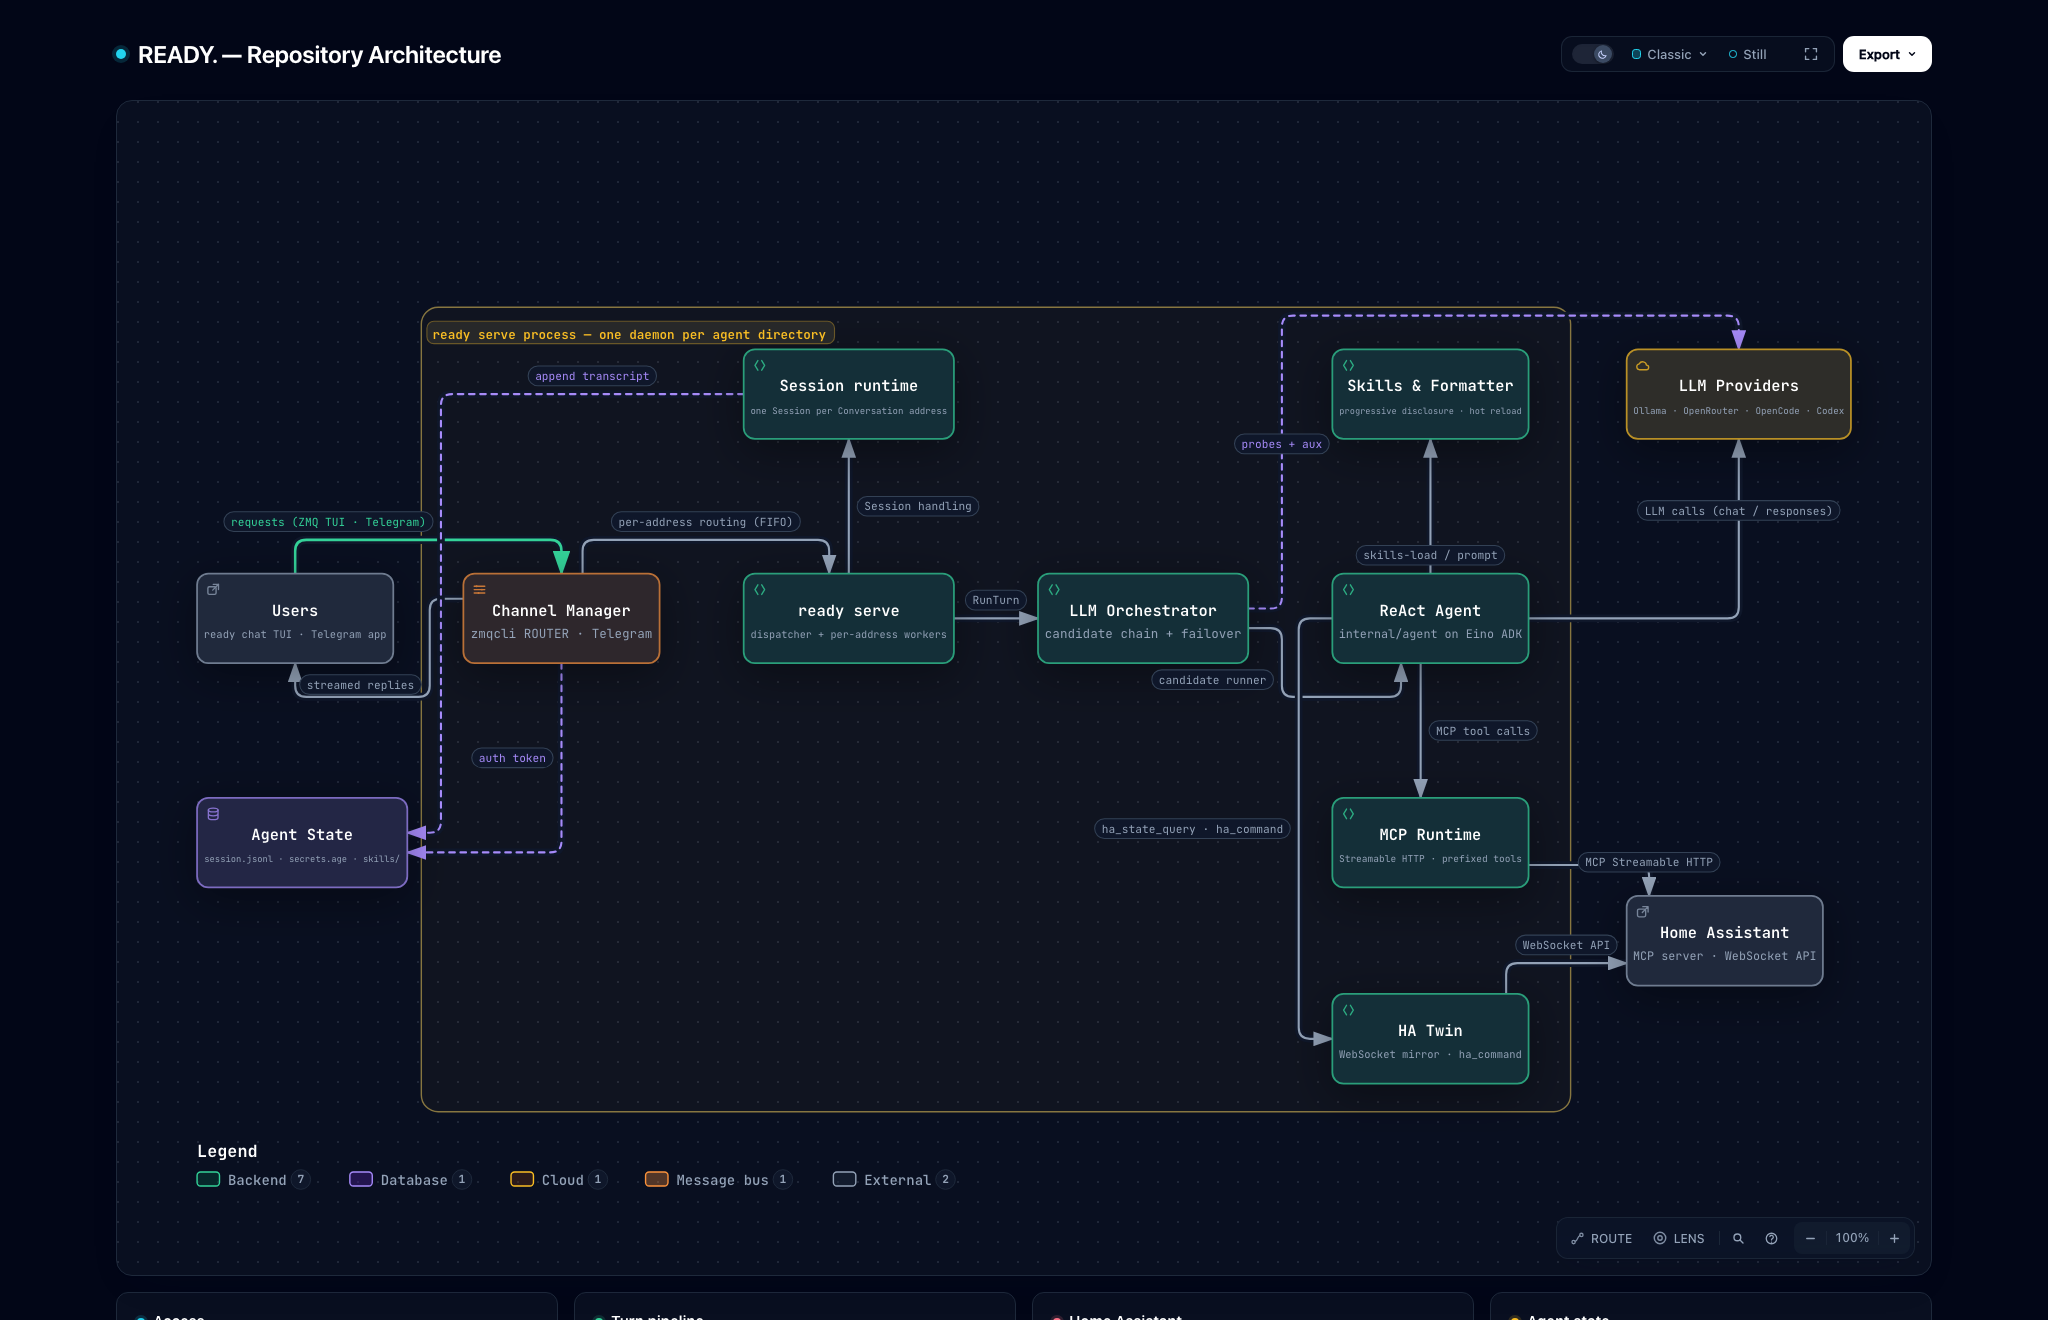 READY. — Repository Architecture
Classic
Still
Export
ready serve process — one daemon per agent directory
append transcript
Session runtime
one Session per Conversation address
Skills & Formatter
progressive disclosure · hot reload
LLM Providers
Ollama · OpenRouter · OpenCode · Codex
probes + aux
Session handling
LLM calls (chat / responses)
requests (ZMQ TUI · Telegram)
per-address routing (FIFO)
skills-load / prompt
Users
ready chat TUI · Telegram app
Channel Manager
zmqcli ROUTER · Telegram
ready serve
dispatcher + per-address workers
RunTurn
LLM Orchestrator
candidate chain + failover
ReAct Agent
internal/agent on Eino ADK
streamed replies
candidate runner
MCP tool calls
auth token
Agent State
session.jsonl · secrets.age · skills/
ha_state_query · ha_command
MCP Runtime
Streamable HTTP · prefixed tools
MCP Streamable HTTP
Home Assistant
MCP server · WebSocket API
WebSocket API
HA Twin
WebSocket mirror · ha_command
Legend
Backend 7
Database 1
Cloud 1
Message bus 1
External 2
ROUTE
LENS
100%
Access
Turn pipeline
Home Assistant
Agent state